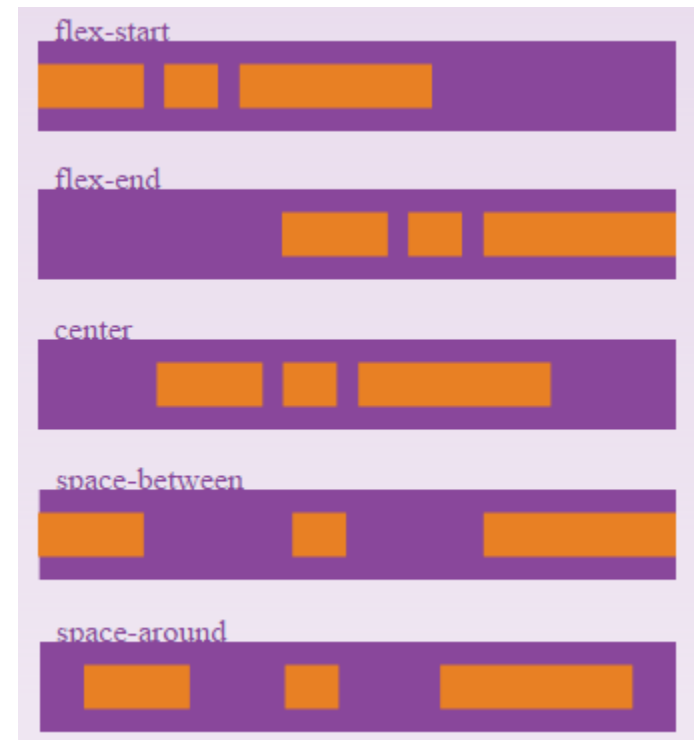 flex-start
flex-end
center
space-between
space-around